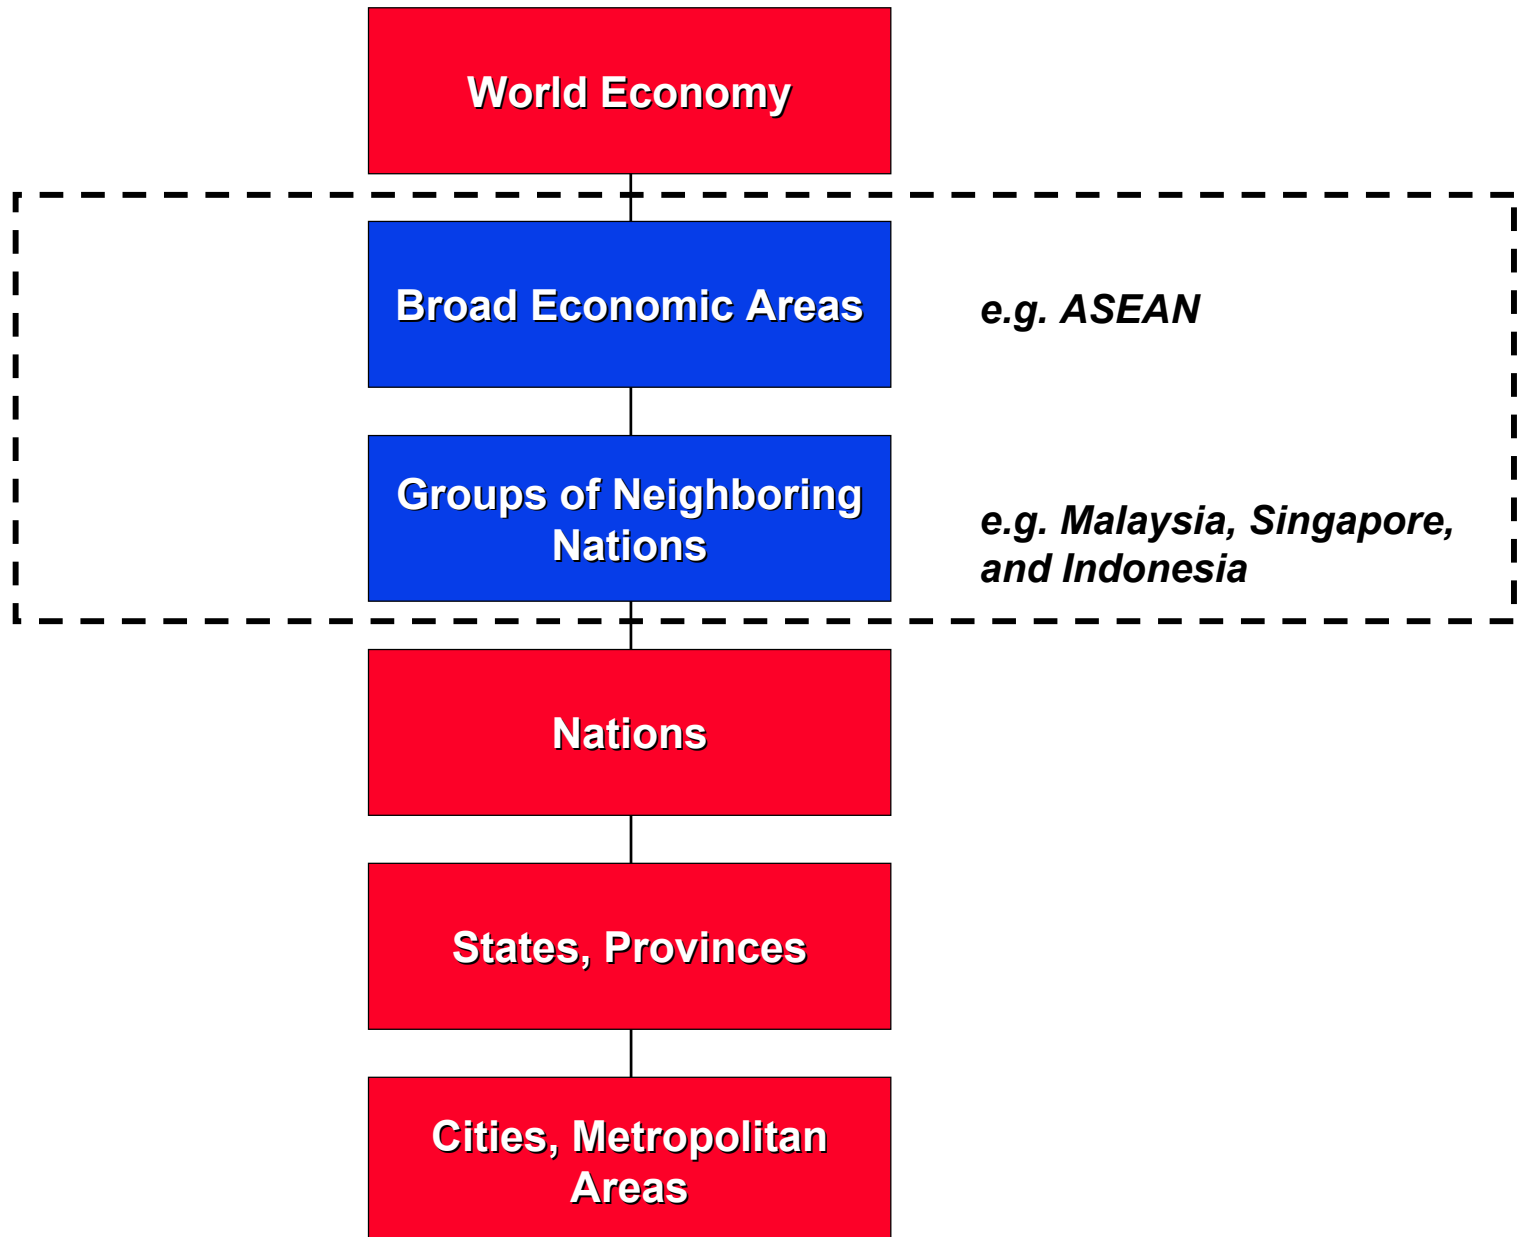 World Economy
Broad Economic Areas
e.g. ASEAN
Groups of Neighboring
Nations
e.g. Malaysia, Singapore,
and Indonesia
Nations
States, Provinces
Cities, Metropolitan
Areas